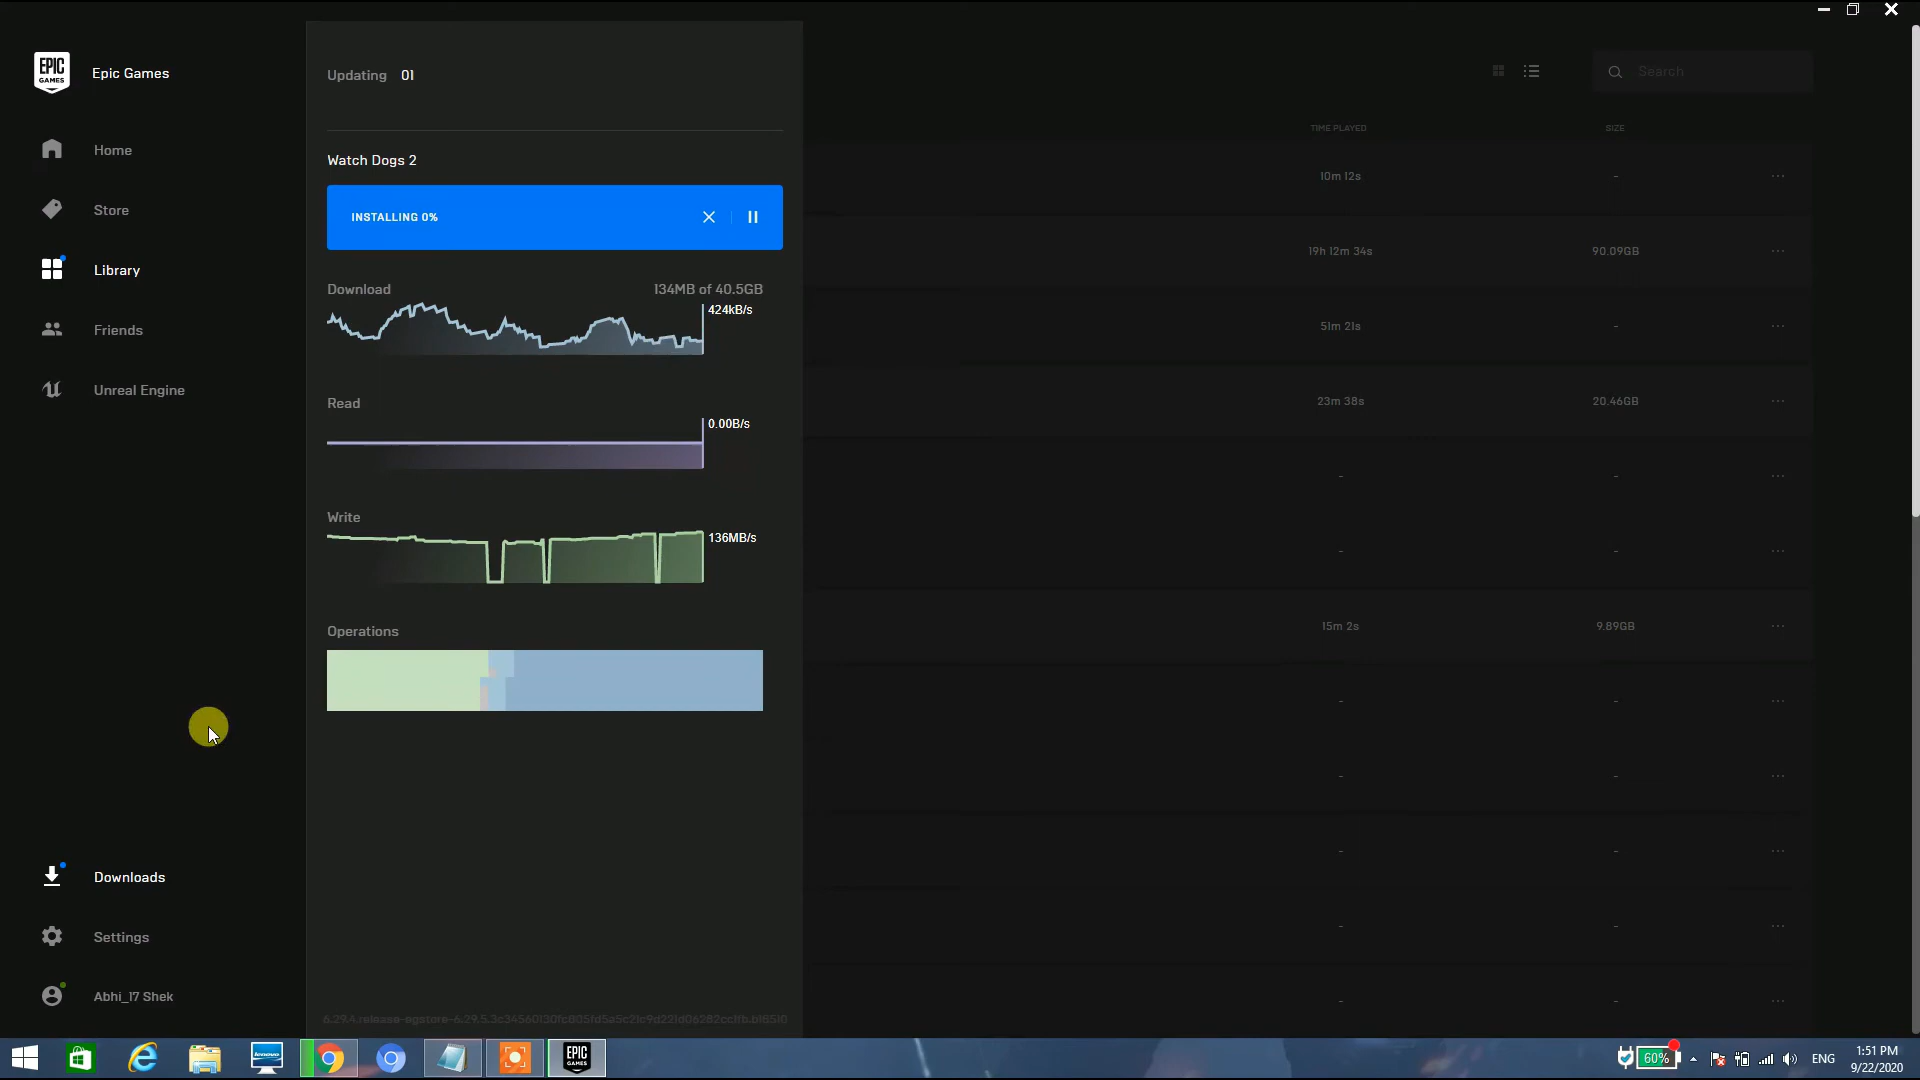 EPIC GAMES
Epic Games
Home
Store
Library
Friends
Unreal Engine
Downloads
Settings
Abhi_17 Shek
Updating 01
Watch Dogs 2
INSTALLING 0%
Download 134MB of 40.5GB
424kB/s
Read
0.00B/s
Write
136MB/s
Operations
Search
TIME PLAYED SIZE
10m 12s -
19h 12m 34s 90.09GB
51m 21s -
23m 38s 20.46GB
- -
- -
15m 2s 9.89GB
- -
- -
- -
- -
- -
lenovo
EPIC GAMES
60% ENG 1:51 PM
9/22/2020